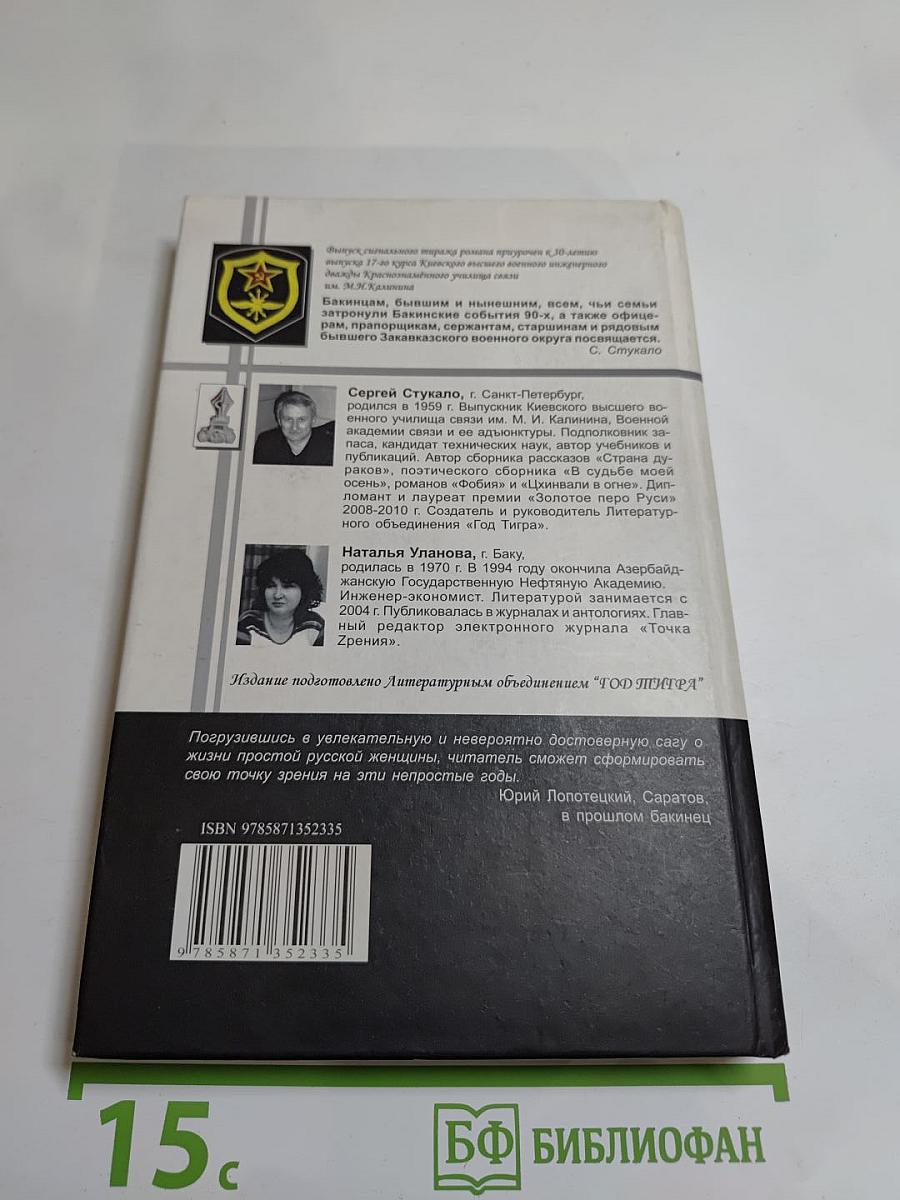 Выпуск сигнального тиража романа приурочен к 30-летию
выпуска 17-го курса Киевского высшего военного инженерного
дважды Краснознамённого училища связи
им. М.И.Калинина
Бакинцам, бывшим и нынешним, всем, чьи семьи
затронули Бакинские события 90-х, а также офице-
рам, прапорщикам, сержантам, старшинам и рядовым
бывшего Закавказского военного округа посвящается.
С. Стукало
Сергей Стукало, г. Санкт-Петербург,
родился в 1959 г. Выпускник Киевского высшего во-
енного училища связи им. М. И. Калинина, Военной
академии связи и ее адъюнктуры. Подполковник за-
паса, кандидат технических наук, автор учебников и
публикаций. Автор сборника рассказов «Страна ду-
раков», поэтического сборника «В судьбе моей
осень», романов «Фобия» и «Цхинвали в огне». Дип-
ломант и лауреат премии «Золотое перо Руси»
2008-2010 г. Создатель и руководитель Литератур-
ного объединения «Год Тигра».
Наталья Уланова, г. Баку,
родилась в 1970 г. В 1994 году окончила Азербайд-
жанскую Государственную Нефтяную Академию.
Инженер-экономист. Литературой занимается с
2004 г. Публиковалась в журналах и антологиях. Глав-
ный редактор электронного журнала «Точка
Zрения».
Издание подготовлено Литературным объединением "ГОД ТИГРА"
Погрузившись в увлекательную и невероятно достоверную сагу о
жизни простой русской женщины, читатель сможет сформировать
свою точку зрения на эти непростые годы.
Юрий Лопотецкий, Саратов,
в прошлом бакинец
ISBN 9785871352335
9 785871 352335
15 с
БФ БИБЛИОФАН